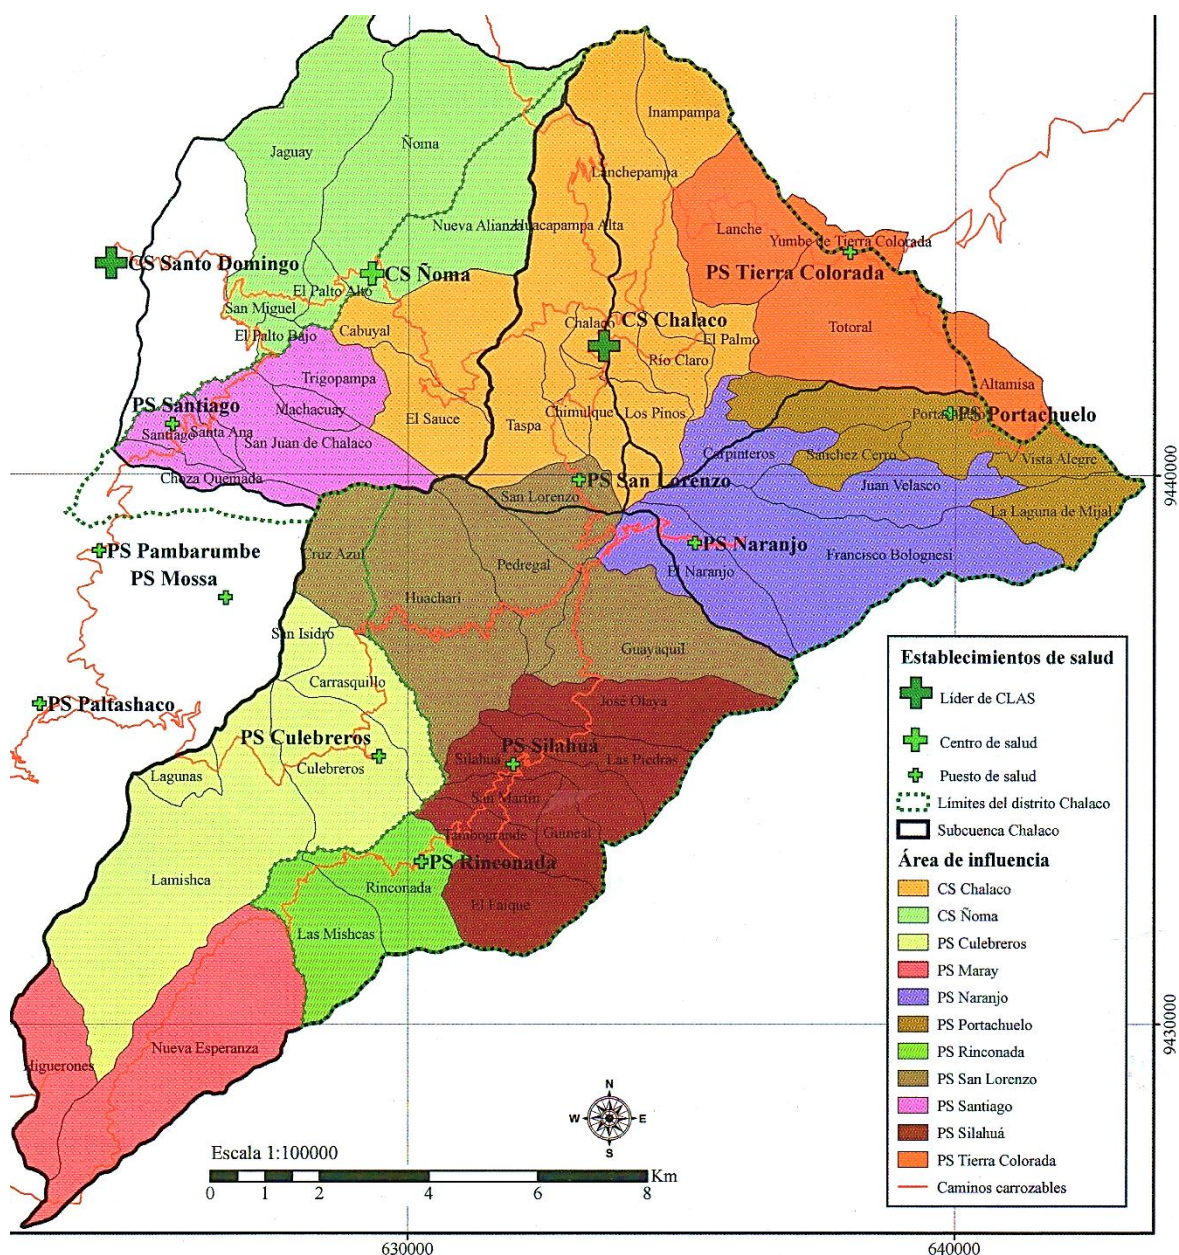 Inampampa
Ñoma
Jaguay
Lanchepampa
Nueva Alianza
Huacapampa Alta
Lanche
Yumbe de Tierra Colorada
CS Santo Domingo
CS Ñoma
PS Tierra Colorada
El Palto Alto
San Miguel
CS Chalaco
Chalaco
Totoral
Cabuyal
El Palto Bajo
El Palmo
Río Claro
Trigopampa
Altamisa
PS Santiago
Machacuay
El Sauce
Chimulque
Los Pinos
PS Portachuelo
Taspa
Santiago
Santa Ana
San Juan de Chalaco
Carpinteros
Sanchez Cerro
Vista Alegre
Choza Quemada
PS San Lorenzo
San Lorenzo
Juan Velasco
La Laguna de Mijal
9440000
PS Pambarumbe
Cruz Azul
PS Naranjo
Francisco Bolognesi
Pedregal
El Naranjo
PS Mossa
Huachari
San Isidro
Guayaquil
Carrasquillo
PS Paltashaco
José Olaya
PS Culebreros
PS Silahuá
Culebreros
Silahua
Las Piedras
Lagunas
San Martín
Tambogrande
Guineal
PS Rinconada
Lamishca
Rinconada
El Faique
Las Mishcas
Nueva Esperanza
Higuerones
9430000
Establecimientos de salud
Líder de CLAS
Centro de salud
Puesto de salud
Límites del distrito Chalaco
Subcuenca Chalaco
Área de influencia
CS Chalaco
CS Ñoma
PS Culebreros
PS Maray
PS Naranjo
PS Portachuelo
PS Rinconada
PS San Lorenzo
PS Santiago
PS Silahuá
PS Tierra Colorada
Caminos carrozables
N
W E
S
Escala 1:100000
Km
0 1 2 4 6 8
630000 640000